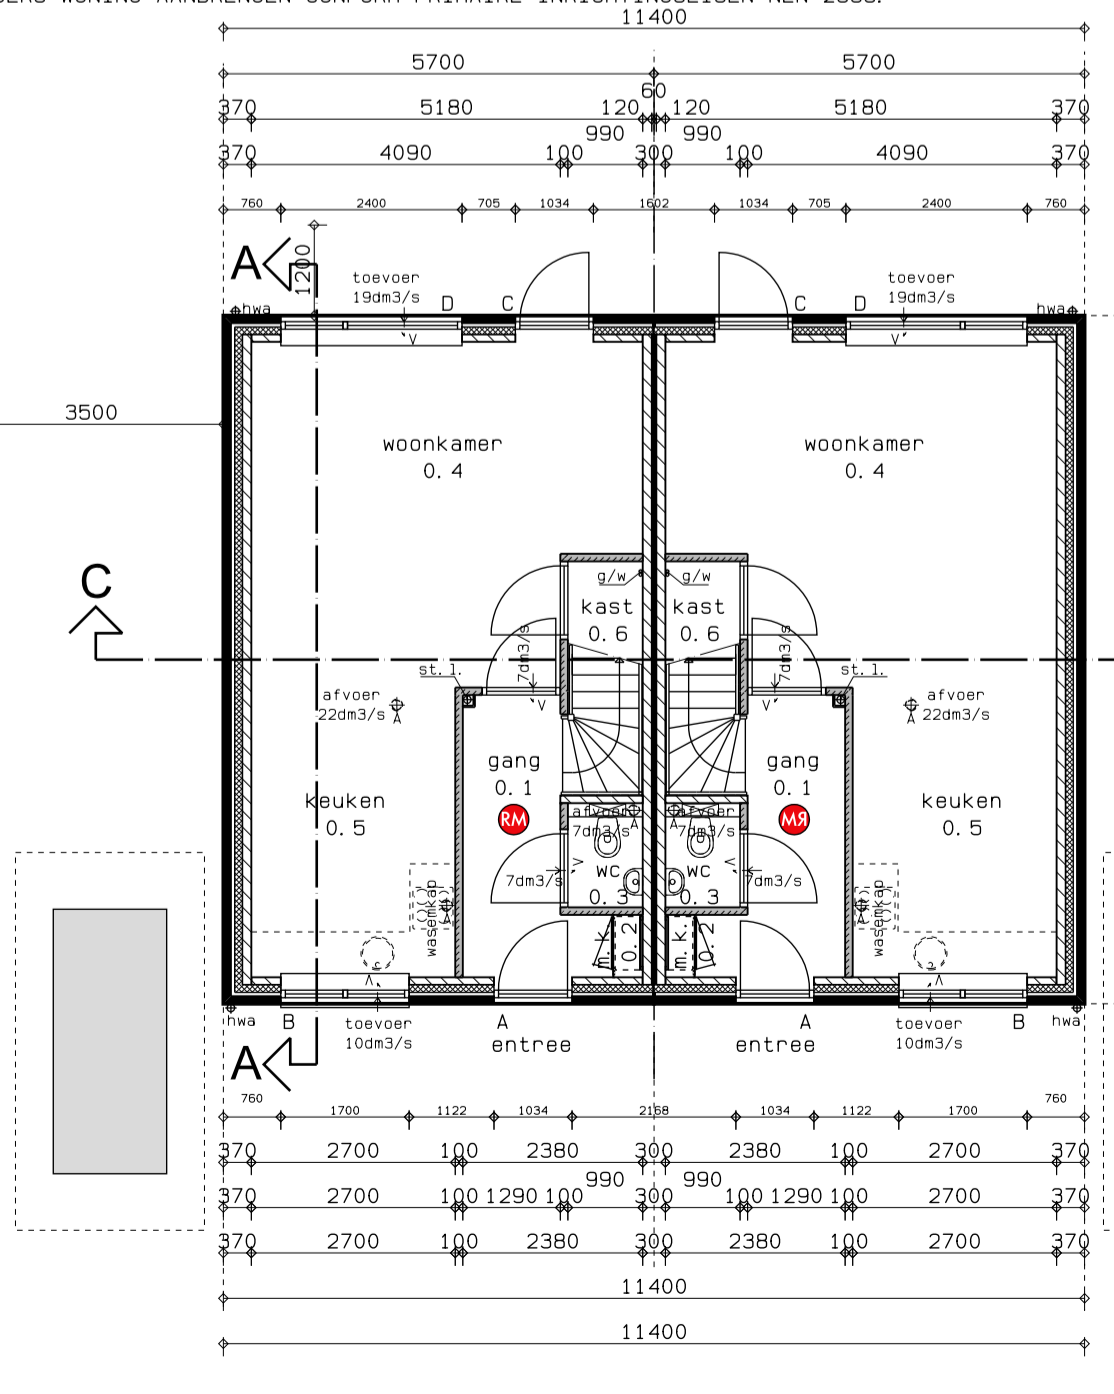 11400
5700 5700
60
370 5180 120 120 5180 370
990 990
370 4090 100 300 100 4090 370
760 2400 705 1034 1602 1034 705 2400 760
A
1200
toevoer
19dm3/s
D C
C D
toevoer
19dm3/s
hwa
hwa
V
V
3500
woonkamer
0.4
woonkamer
0.4
C
g/w
g/w
kast
0.6
kast
0.6
7dm3/s
7dm3/s
st.l.
st.l.
V
V
afvoer
22dm3/s
A
afvoer
22dm3/s
A
gang
0.1
RM
gang
0.1
MR
keuken
0.5
keuken
0.5
afvoer
7dm3/s
A
afvoer
7dm3/s
A
V
V
7dm3/s
7dm3/s
wc
0.3
wc
0.3
wasemkap
A
wasemkap
A
m.k.
0.2
m.k.
0.2
V
V
hwa
hwa
B
A
A
B
toevoer
10dm3/s
toevoer
10dm3/s
entree
entree
A
760 1700 1122 1034 2168 1034 1122 1700 760
370 2700 100 2380 300 2380 100 2700 370
990 990
370 2700 100 1290 100 300 100 1290 100 2700 370
370 2700 100 2380 300 2380 100 2700 370
11400
11400